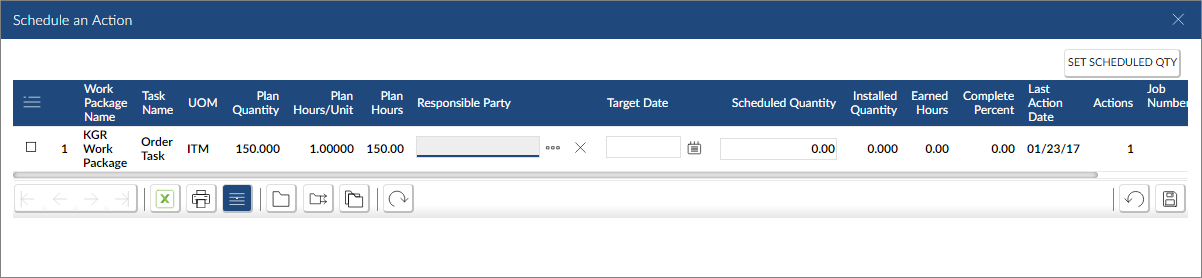 Schedule an Action
SET SCHEDULED QTY
Work Package Name Task Name UOM Plan Quantity Plan Hours/Unit Plan Hours Responsible Party Target Date Scheduled Quantity Installed Quantity Earned Hours Complete Percent Last Action Date Actions Job Number
1 KGR Work Package Order Task ITM 150.000 1.00000 150.00 0.00 0.000 0.00 0.00 01/23/17 1